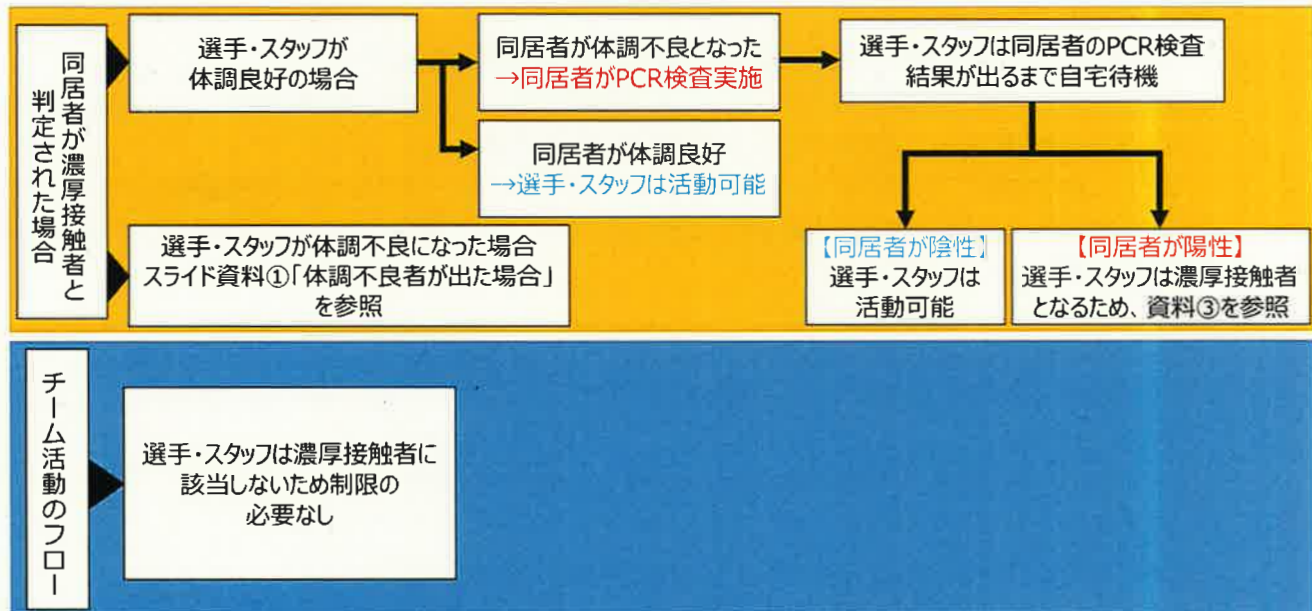 同居者が濃厚接触者と
判定された場合
選手・スタッフが
体調良好の場合
同居者が体調不良となった
→同居者がPCR検査実施
選手・スタッフは同居者のPCR検査
結果が出るまで自宅待機
同居者が体調良好
→選手・スタッフは活動可能
【同居者が陰性】
選手・スタッフは
活動可能
【同居者が陽性】
選手・スタッフは濃厚接触者
となるため、資料③を参照
選手・スタッフが体調不良になった場合
スライド資料①「体調不良者が出た場合」
を参照
チーム活動のフロー
選手・スタッフは濃厚接触者に
該当しないため制限の
必要なし